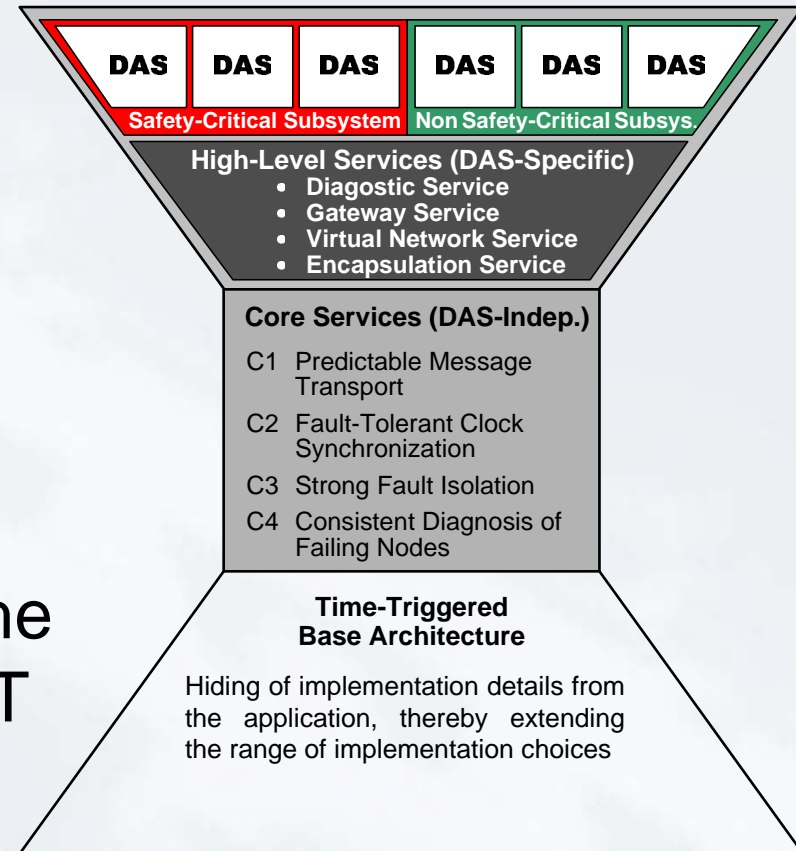 DAS DAS DAS DAS DAS DAS
Safety-Critical Subsystem Non Safety-Critical Subsys.
High-Level Services (DAS-Specific)
• Diagostic Service
• Gateway Service
• Virtual Network Service
• Encapsulation Service
Core Services (DAS-Indep.)
C1 Predictable Message
Transport
C2 Fault-Tolerant Clock
Synchronization
C3 Strong Fault Isolation
C4 Consistent Diagnosis of
Failing Nodes
Time-Triggered
Base Architecture
Hiding of implementation details from
the application, thereby extending
the range of implementation choices